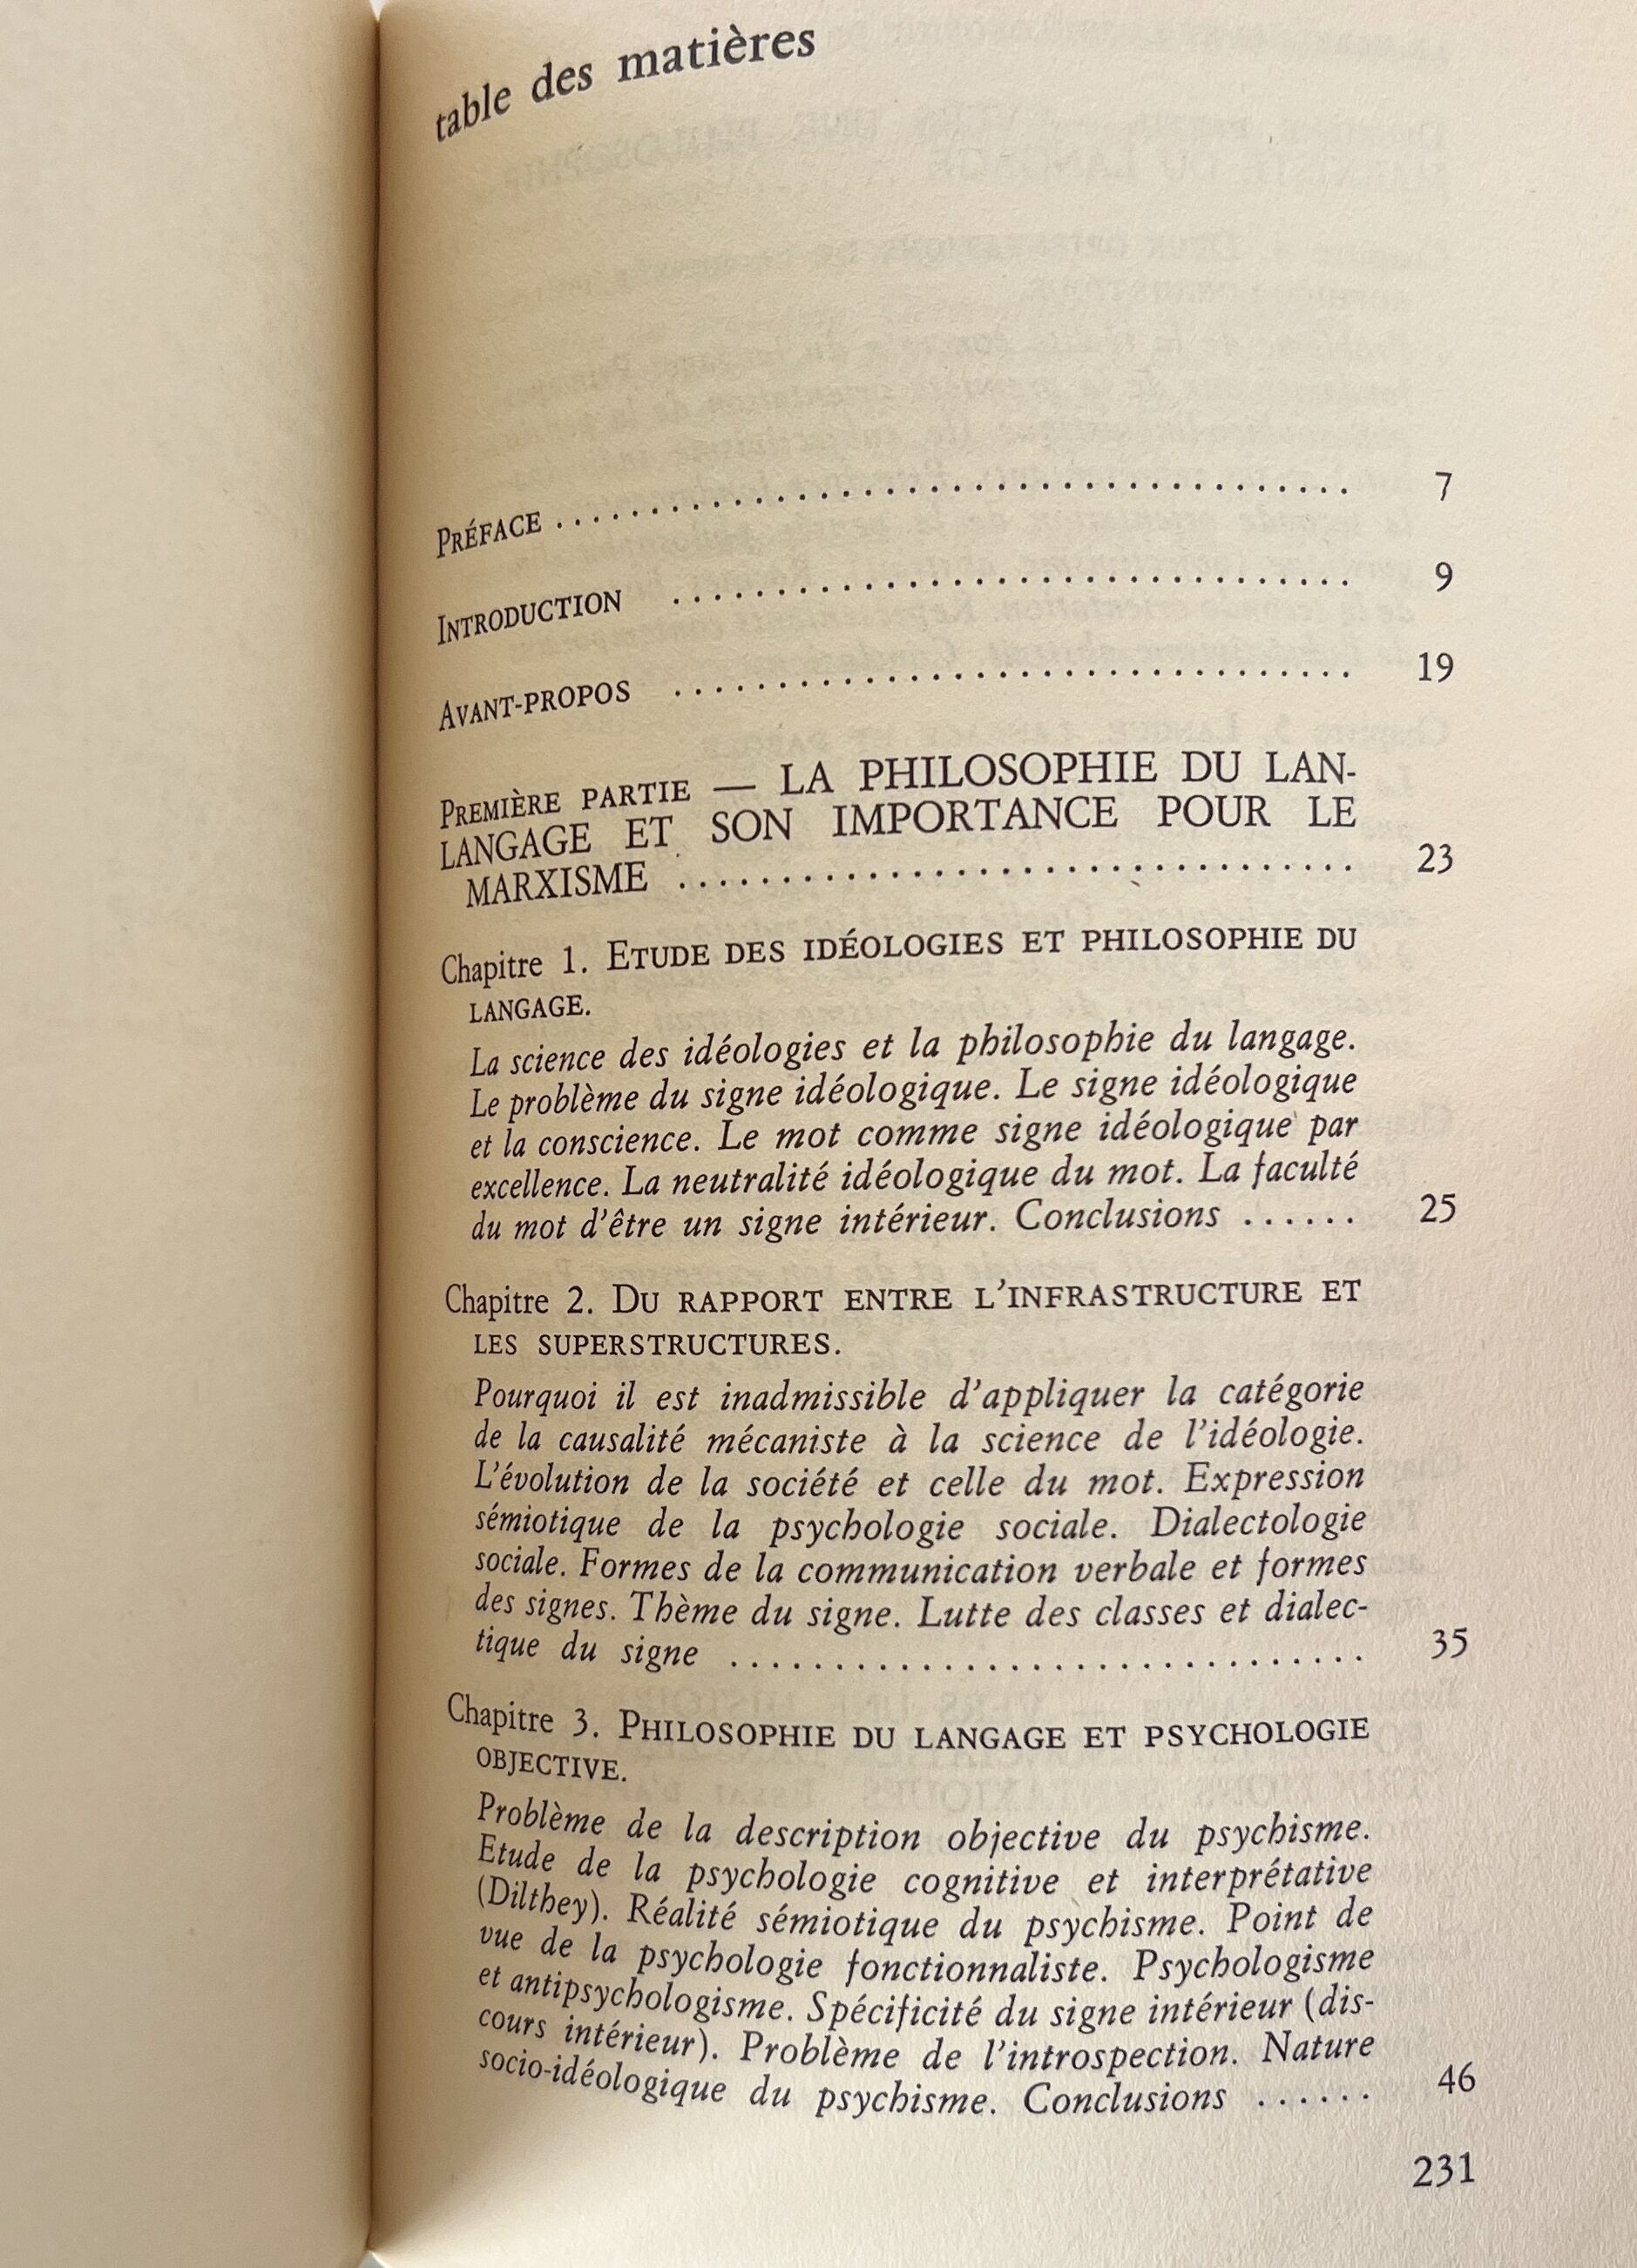 table des matières
PRÉFACE . . . . . . . . . . . . . . . . . . . . . . . . . . . . . . . . . . 7
INTRODUCTION . . . . . . . . . . . . . . . . . . . . . . . . . . . . . . 9
AVANT-PROPOS . . . . . . . . . . . . . . . . . . . . . . . . . . . . . . 19
PREMIÈRE PARTIE — LA PHILOSOPHIE DU LAN-
LANGAGE ET SON IMPORTANCE POUR LE
MARXISME . . . . . . . . . . . . . . . . . . . . . . . . . . . . . . 23
Chapitre 1. ETUDE DES IDÉOLOGIES ET PHILOSOPHIE DU
LANGAGE.
La science des idéologies et la philosophie du langage.
Le problème du signe idéologique. Le signe idéologique
et la conscience. Le mot comme signe idéologique par
excellence. La neutralité idéologique du mot. La faculté
du mot d'être un signe intérieur. Conclusions . . . . . . 25
Chapitre 2. DU RAPPORT ENTRE L'INFRASTRUCTURE ET
LES SUPERSTRUCTURES.
Pourquoi il est inadmissible d'appliquer la catégorie
de la causalité mécaniste à la science de l'idéologie.
L'évolution de la société et celle du mot. Expression
sémiotique de la psychologie sociale. Dialectologie
sociale. Formes de la communication verbale et formes
des signes. Thème du signe. Lutte des classes et dialec-
tique du signe . . . . . . . . . . . . . . . . . . . . . . . . . . . . 35
Chapitre 3. PHILOSOPHIE DU LANGAGE ET PSYCHOLOGIE
OBJECTIVE.
Problème de la description objective du psychisme.
Etude de la psychologie cognitive et interprétative
(Dilthey). Réalité sémiotique du psychisme. Point de
vue de la psychologie fonctionnaliste. Psychologisme
et antipsychologisme. Spécificité du signe intérieur (dis-
cours intérieur). Problème de l'introspection. Nature
socio-idéologique du psychisme. Conclusions . . . . . . 46
231